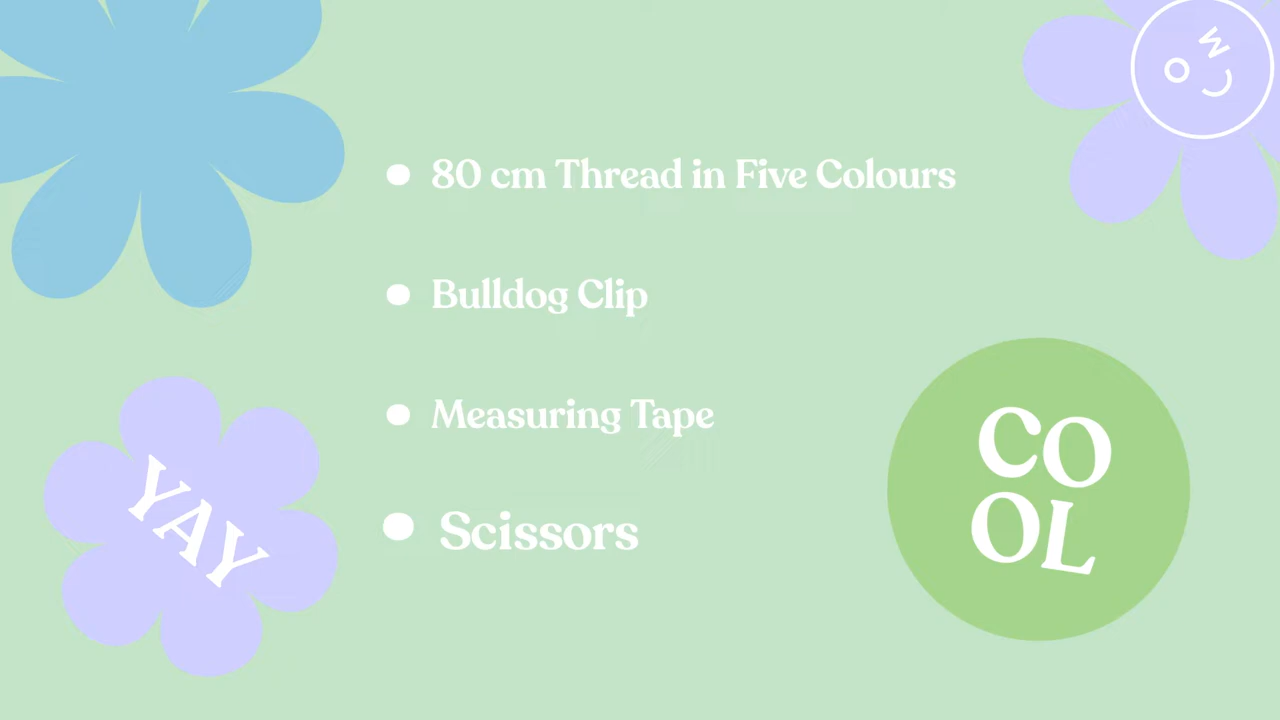 80 cm Thread in Five Colours
Bulldog Clip
Measuring Tape
Scissors
YAY
CO
OL